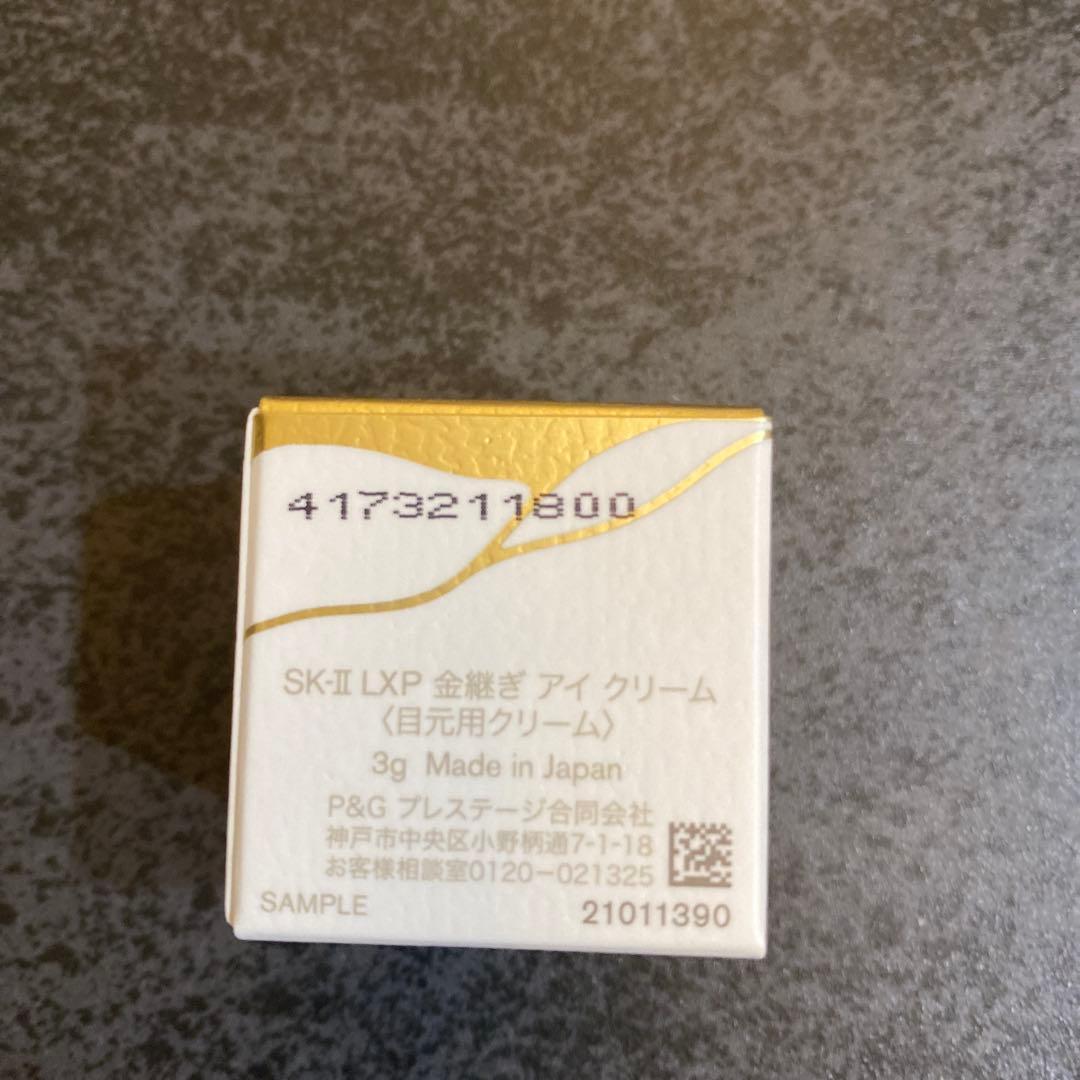 4173211800
SK-II LXP 金継ぎ アイ クリーム
〈目元用クリーム〉
3g Made in Japan
P&G プレステージ合同会社
神戸市中央区小野柄通7-1-18
お客様相談室0120-021325
SAMPLE
21011390